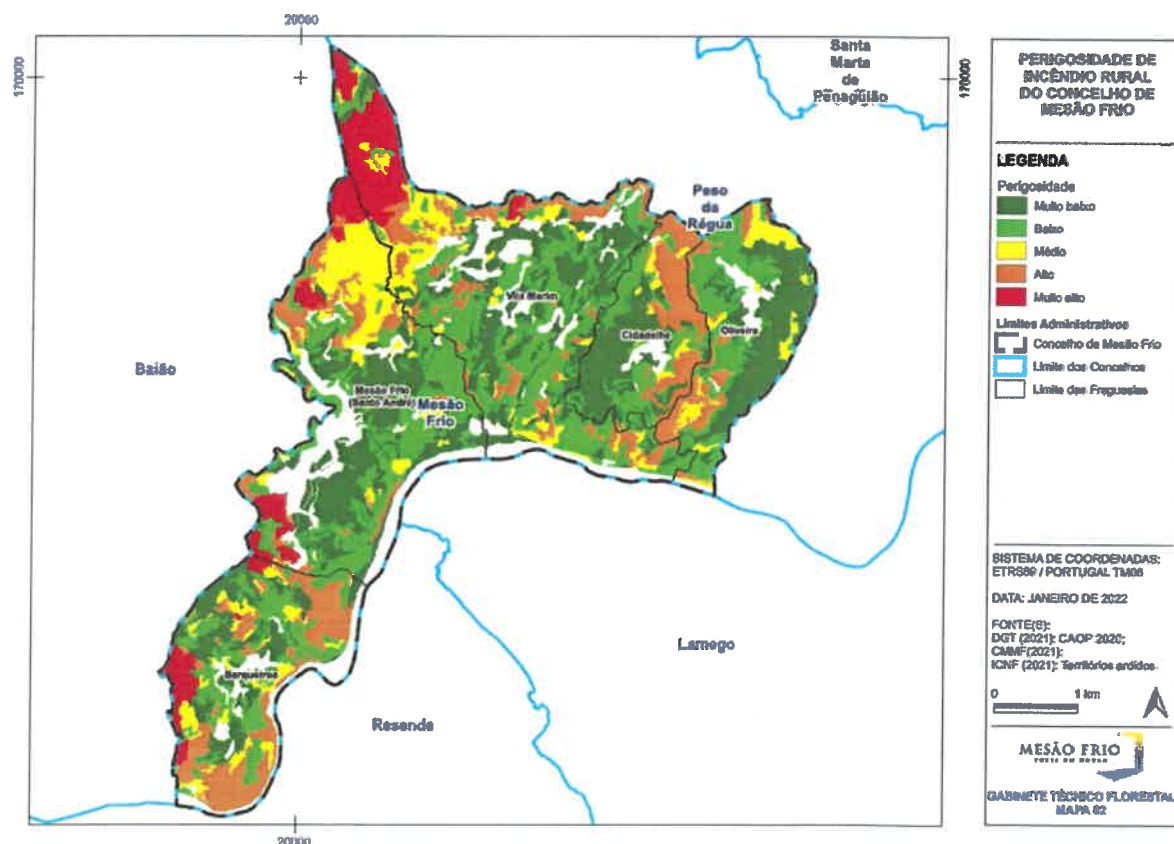 20000
Santa
Marta
de
Penaguião
170000
170000
Peso
da
Régua
Vila Marim
Cidadelhe
Oliveira
Baião
Mesão Frio
(Santo André)
Mesão
Frio
Lamego
Barqueiros
Resende
20000
PERIGOSIDADE DE
INCÊNDIO RURAL
DO CONCELHO DE
MESÃO FRIO
LEGENDA
Perigosidade
Muito baixo
Baixo
Médio
Alto
Muito alto
Limites Administrativos
Concelho de Mesão Frio
Limite dos Concelhos
Limite das Freguesias
SISTEMA DE COORDENADAS:
ETRS89 / PORTUGAL TM06
DATA: JANEIRO DE 2022
FONTE(S):
DGT (2021): CAOP 2020;
CMMF(2021);
ICNF (2021): Territórios ardidos.
0 1 km
MESÃO FRIO
GABINETE TÉCNICO FLORESTAL
MAPA 62